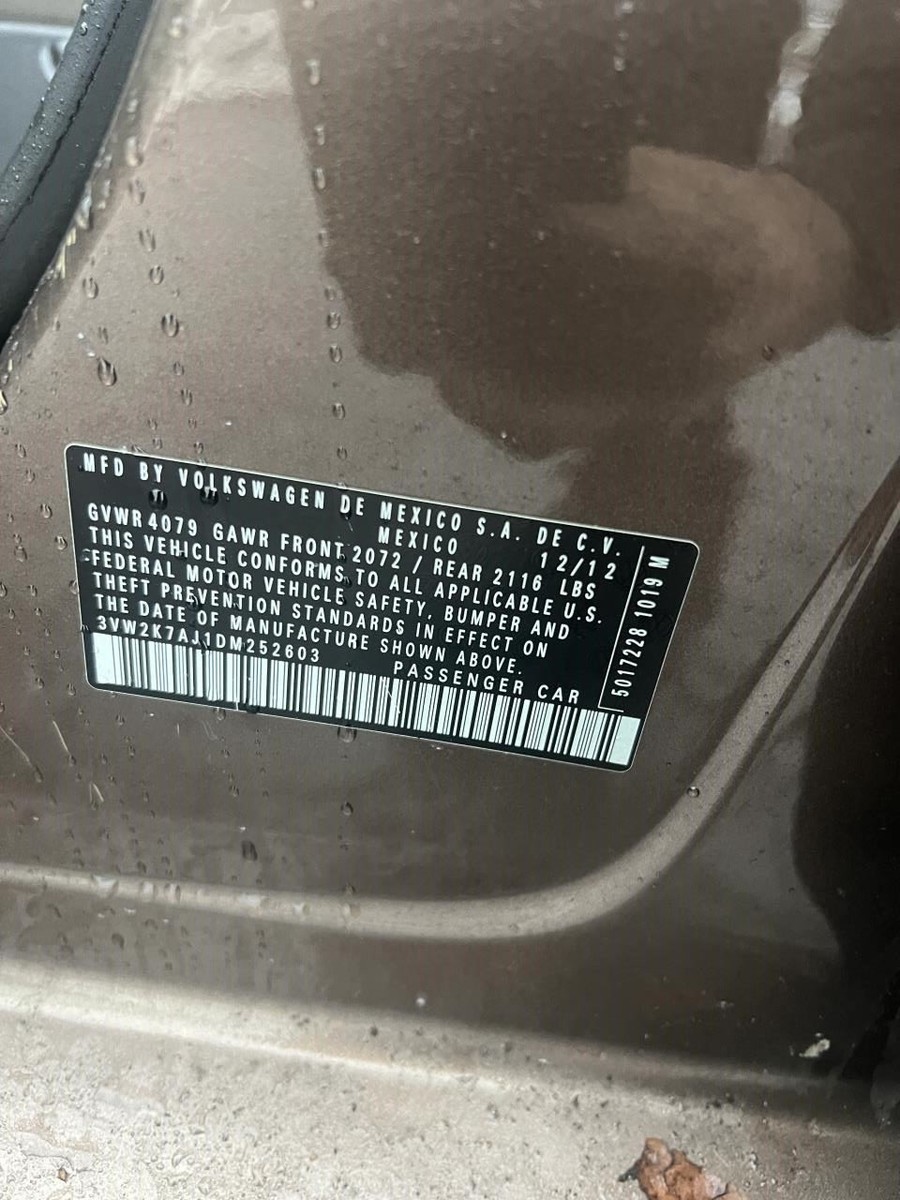 MFD BY VOLKSWAGEN DE MEXICO S.A. DE C.V.
MEXICO 12/12
GVWR 4079 GAWR FRONT 2072 / REAR 2116 LBS
THIS VEHICLE CONFORMS TO ALL APPLICABLE U.S.
FEDERAL MOTOR VEHICLE SAFETY, BUMPER AND
THEFT PREVENTION STANDARDS IN EFFECT ON
THE DATE OF MANUFACTURE SHOWN ABOVE.
3VW2K7AJ1DM252603 PASSENGER CAR
5017228 1019 M